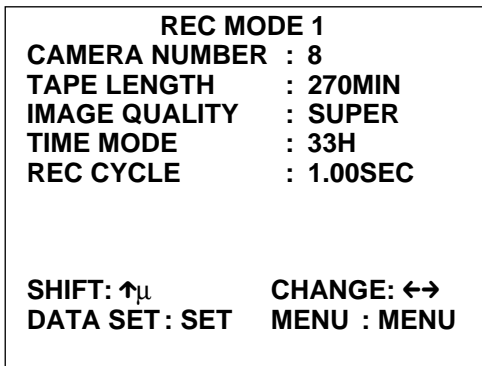 REC MODE 1
CAMERA NUMBER : 8
TAPE LENGTH : 270MIN
IMAGE QUALITY : SUPER
TIME MODE : 33H
REC CYCLE : 1.00SEC
SHIFT: ↑µ CHANGE: ←→
DATA SET : SET MENU : MENU